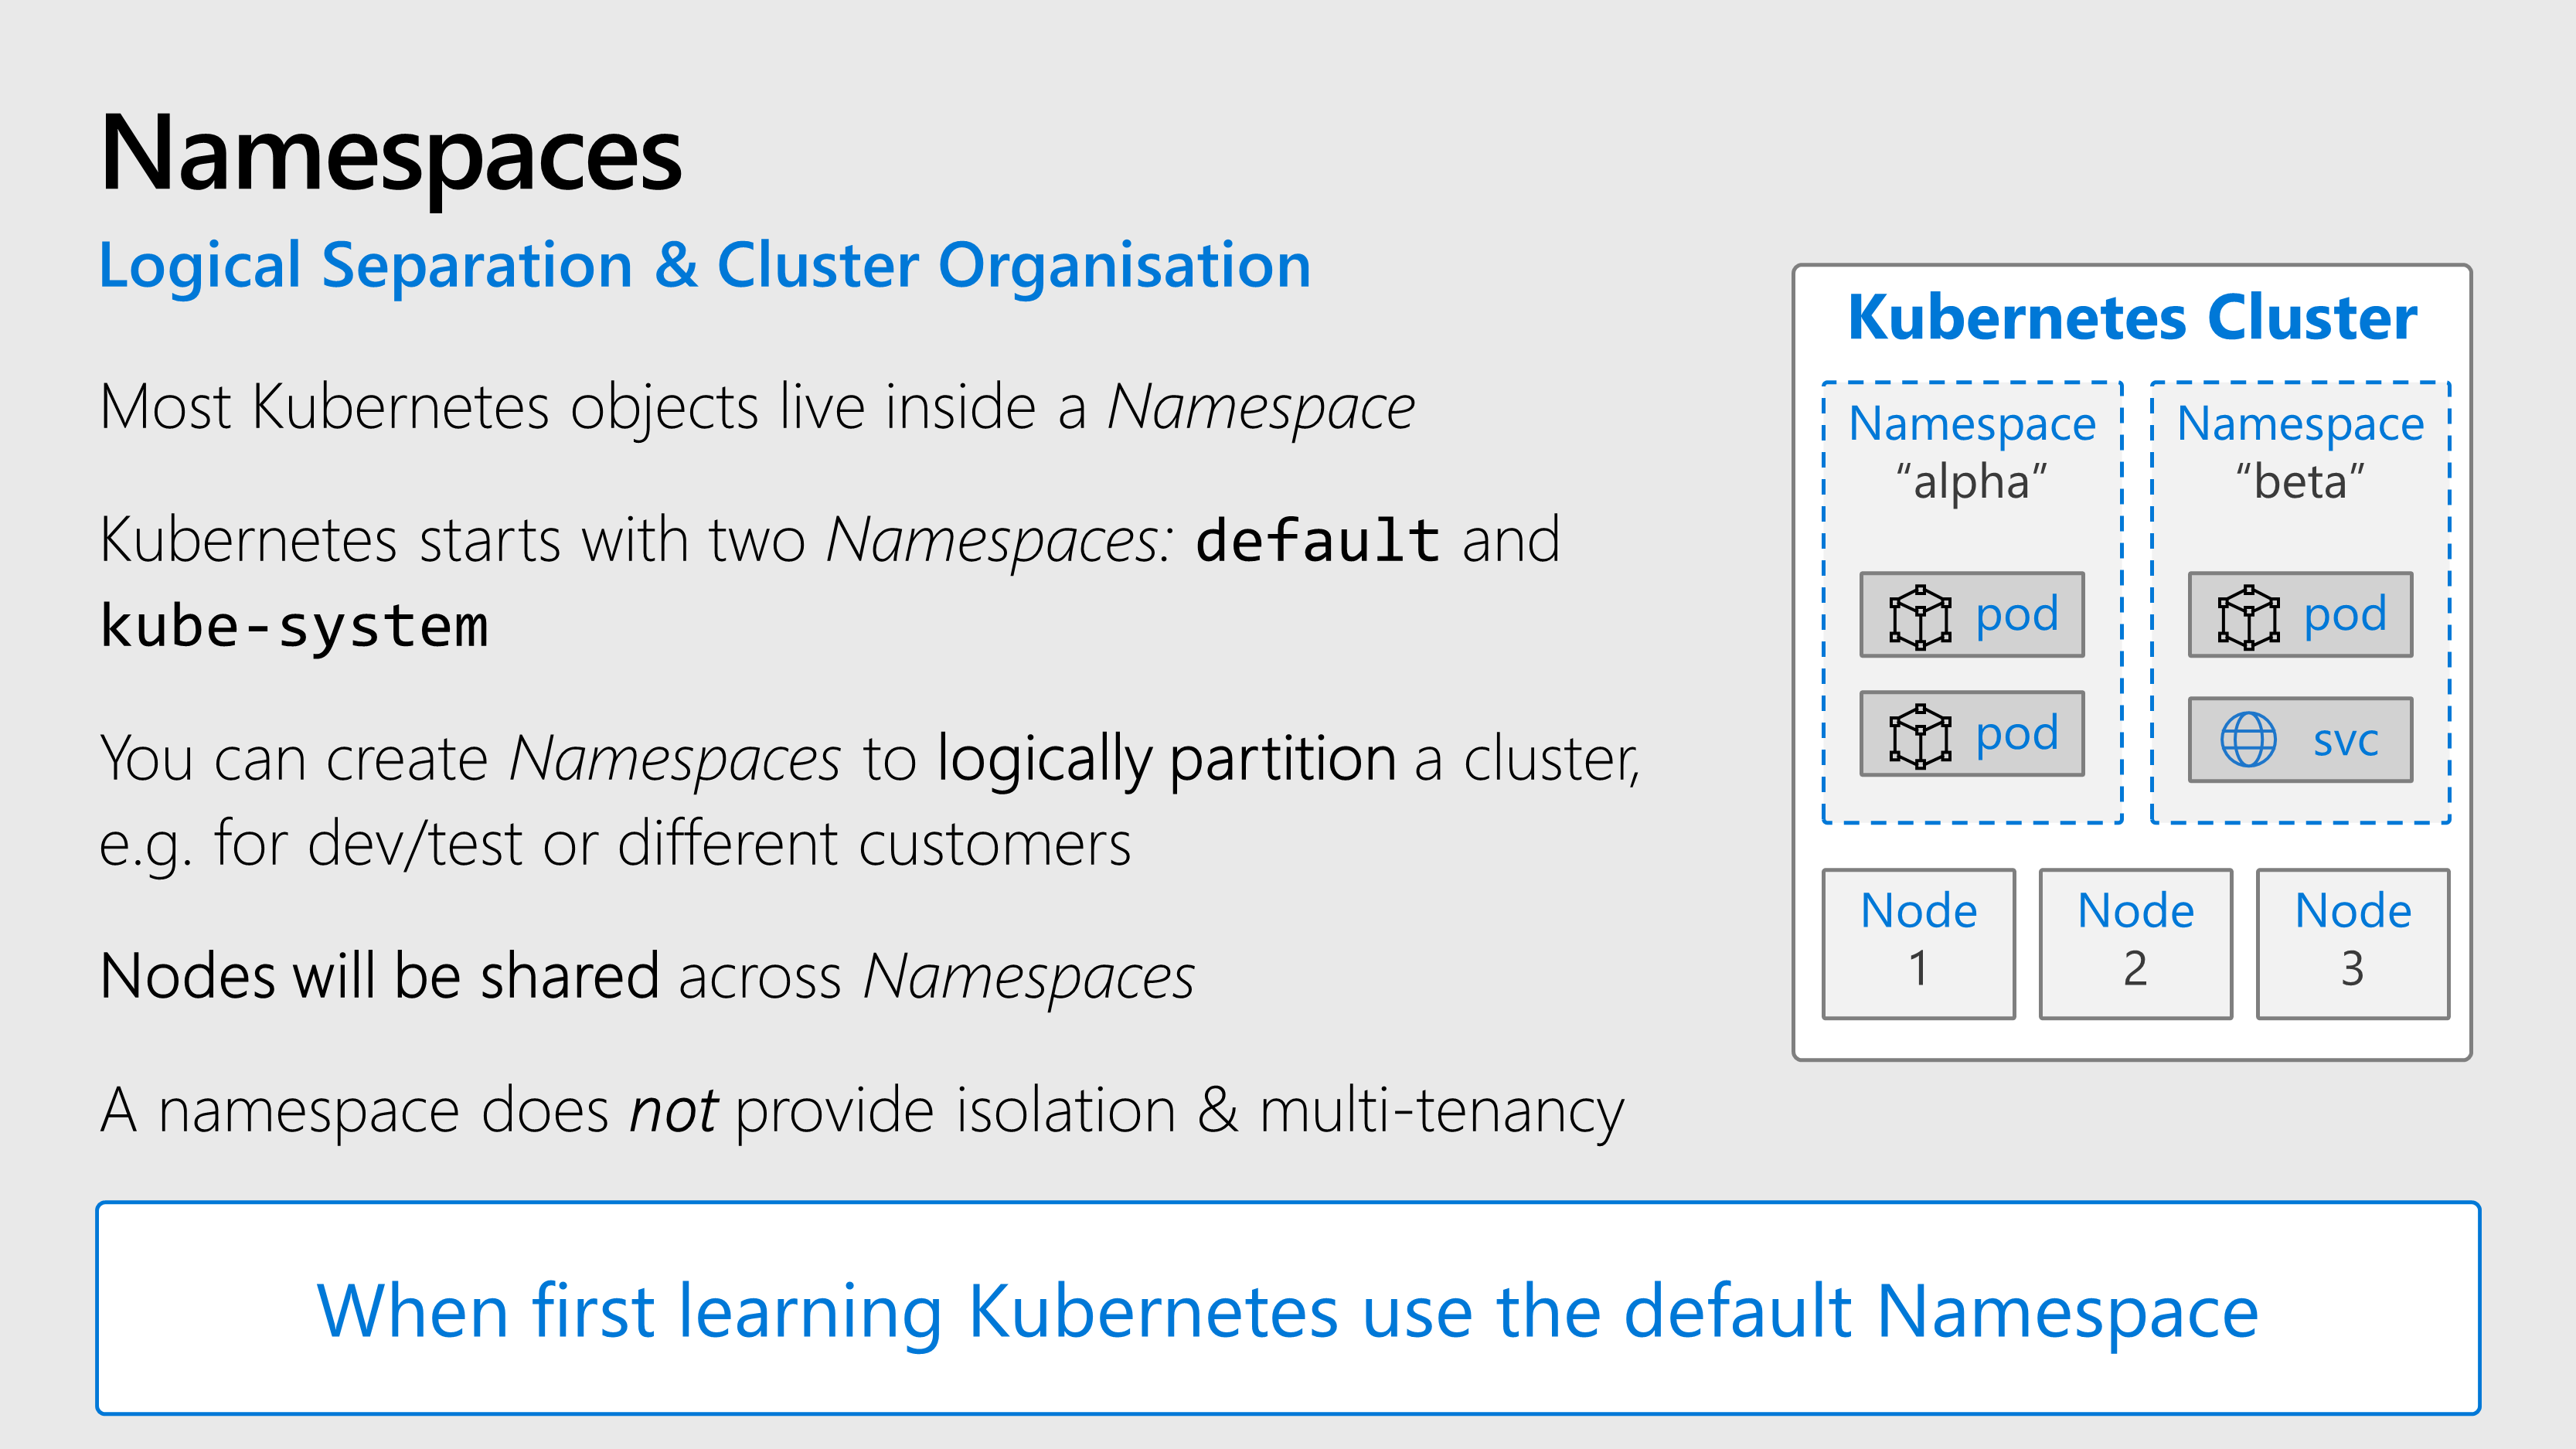 Namespaces
Logical Separation & Cluster Organisation
Most Kubernetes objects live inside a Namespace
Kubernetes starts with two Namespaces: default and
kube-system
You can create Namespaces to logically partition a cluster,
e.g. for dev/test or different customers
Nodes will be shared across Namespaces
A namespace does not provide isolation & multi-tenancy
Kubernetes Cluster
Namespace
“alpha”
pod
pod
Namespace
“beta”
pod
svc
Node
1
Node
2
Node
3
When first learning Kubernetes use the default Namespace